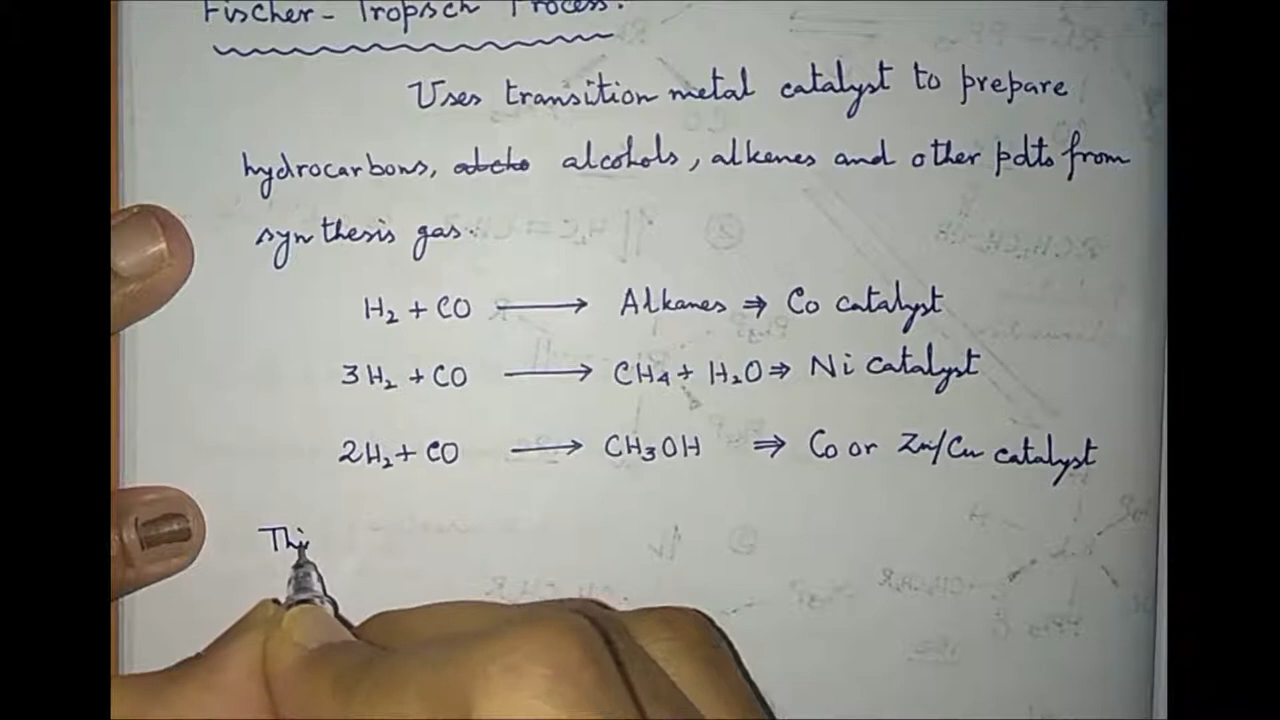 Fischer-Tropsch Process.
Uses transition metal catalyst to prepare
hydrocarbons, alcohols, alkenes and other pdts from
synthesis gas.
H₂ + CO ⟶ Alkanes ⇒ Co catalyst
3H₂ + CO ⟶ CH₄ + H₂O ⇒ Ni catalyst
2H₂ + CO ⟶ CH₃OH ⇒ Co or Zn/Cu catalyst
Thi